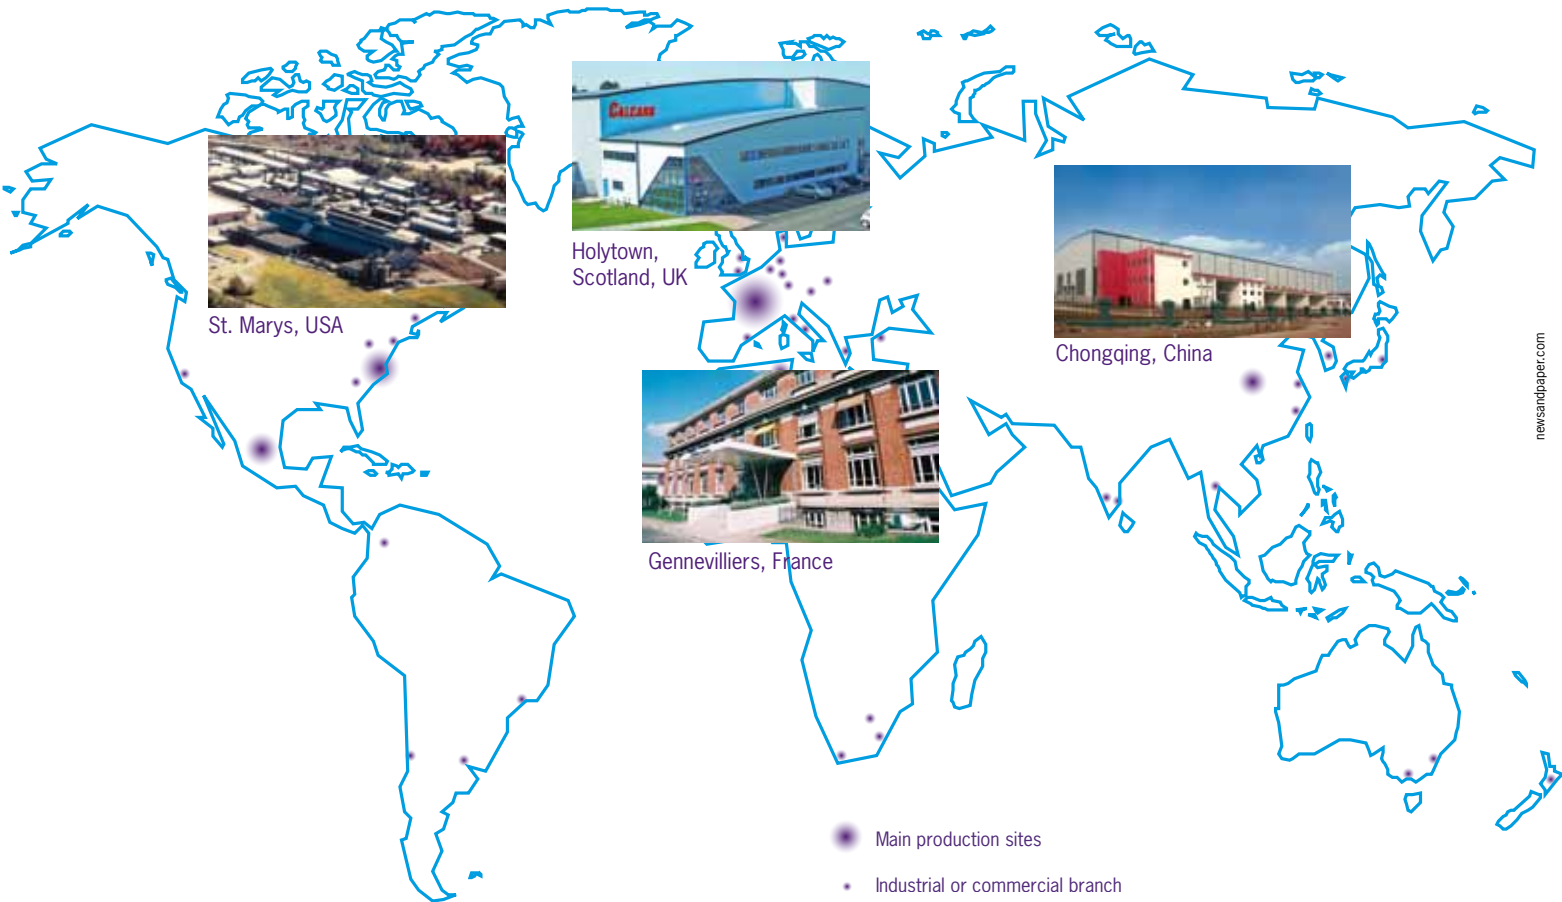 CALCARB
Holytown,
Scotland, UK
St. Marys, USA
Chongqing, China
newsandpaper.com
Gennevilliers, France
Main production sites
Industrial or commercial branch